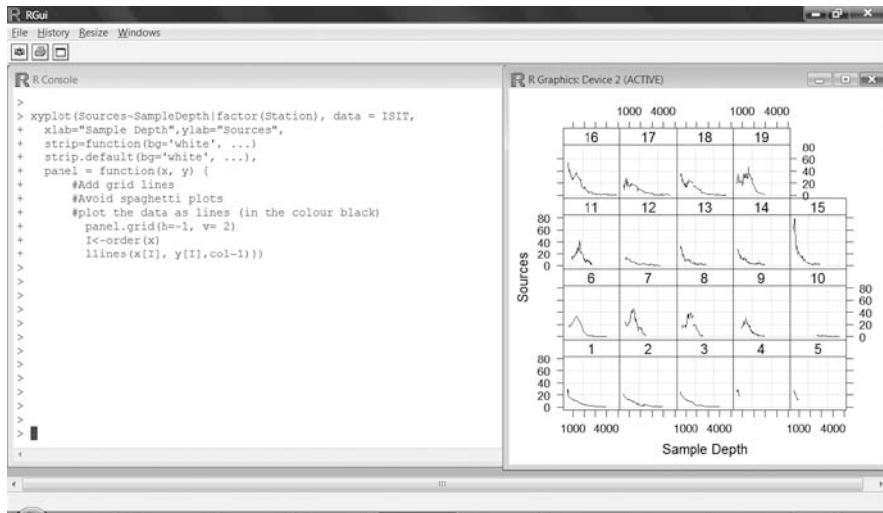 RGui
File History Resize Windows
R Console
>
> xyplot(Sources~SampleDepth|factor(Station), data = ISIT,
+ xlab="Sample Depth",ylab="Sources",
+ strip=function(bg='white', ...)
+ strip.default(bg='white', ...),
+ panel = function(x, y) {
+ #Add grid lines
+ #Avoid spaghetti plots
+ #plot the data as lines (in the colour black)
+ panel.grid(h=-1, v= 2)
+ I<-order(x)
+ llines(x[I], y[I],col=1)})
>
>
>
>
>
>
>
>
>
>
>
>
>
R Graphics: Device 2 (ACTIVE)
1000 4000 1000 4000
16 17 18 19
80
60
40
20
0
11 12 13 14 15
80
60
40
20
0
6 7 8 9 10
80
60
40
20
0
1 2 3 4 5
80
60
40
20
0
1000 4000 1000 4000 1000 4000
Sources
Sample Depth